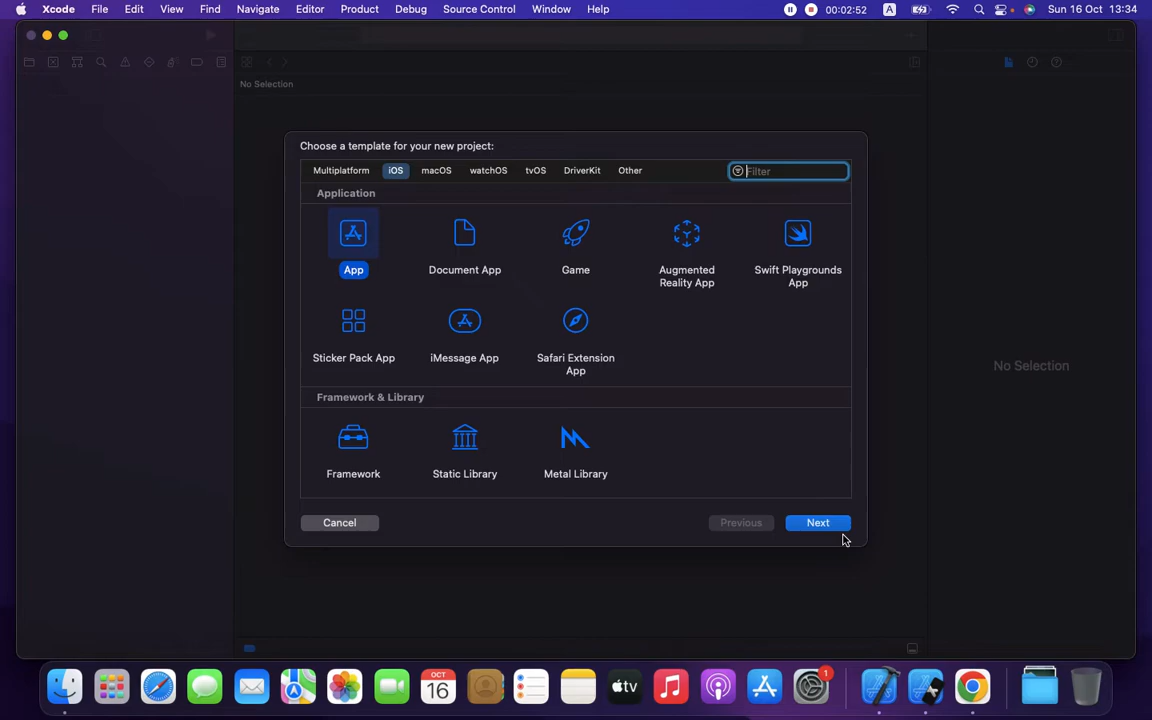 Xcode File Edit View Find Navigate Editor Product Debug Source Control Window Help 00:02:52 A Sun 16 Oct 13:34
No Selection
Choose a template for your new project:
Multiplatform iOS macOS watchOS tvOS DriverKit Other Filter
Application
App Document App Game Augmented Reality App Swift Playgrounds App
Sticker Pack App iMessage App Safari Extension App
No Selection
Framework & Library
Framework Static Library Metal Library
Cancel Previous Next
OCT
16
tv
1